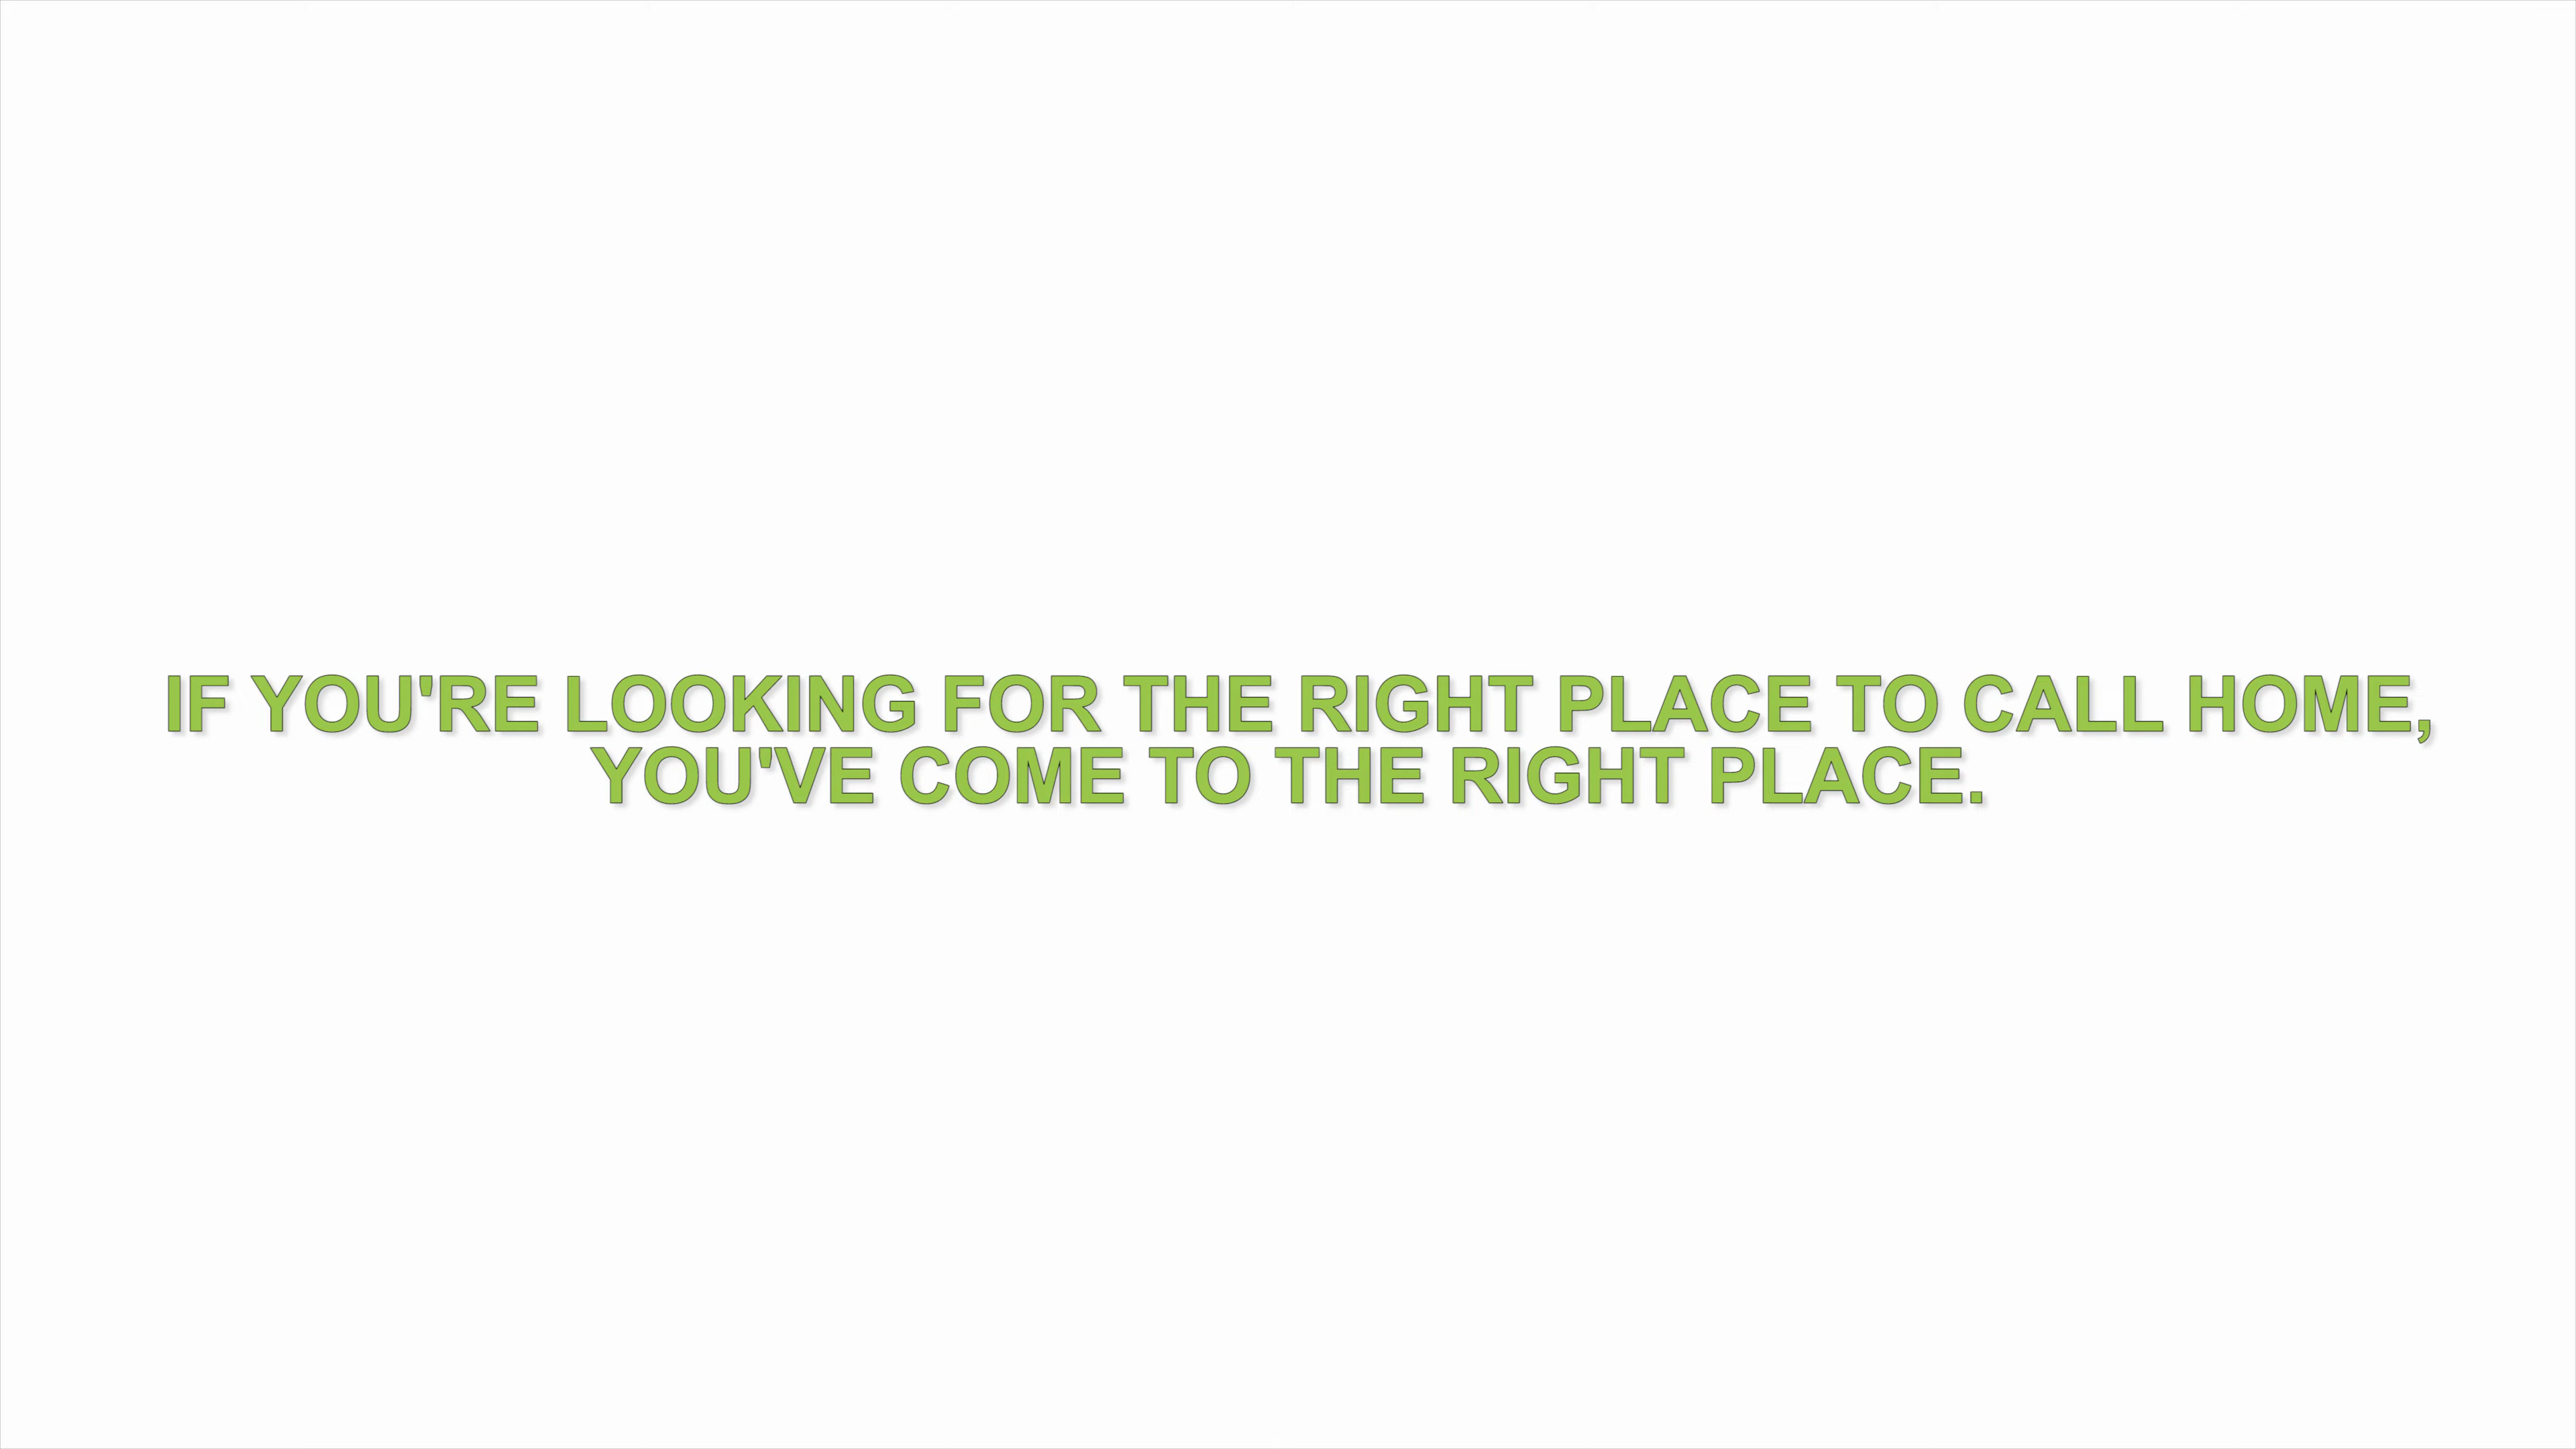 IF YOU'RE LOOKING FOR THE RIGHT PLACE TO CALL HOME,
YOU'VE COME TO THE RIGHT PLACE.